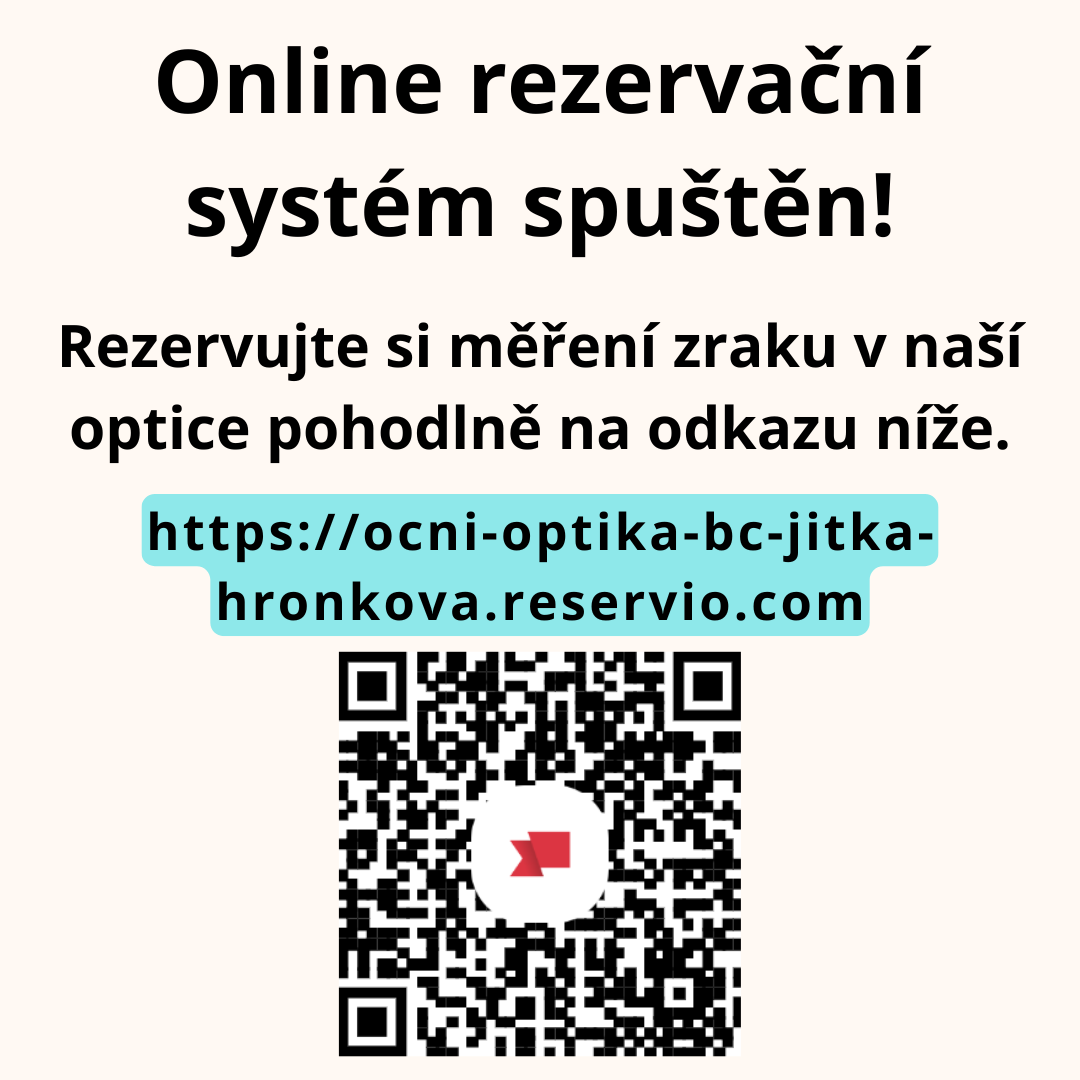 Online rezervační
systém spuštěn!
Rezervujte si měření zraku v naší
optice pohodlně na odkazu níže.
https://ocni-optika-bc-jitka-
hronkova.reservio.com